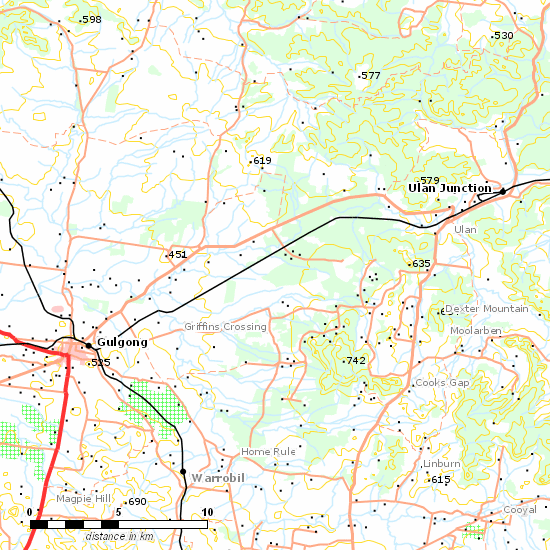 598
530
577
619
579
Ulan Junction
Ulan
451
635
Dexter Mountain
Griffins Crossing
Moolarben
Gulgong
525
742
Cooks Gap
Home Rule
Linburn
Warrobil
615
Magpie Hill
690
Cooyal
0 5 10
distance in km